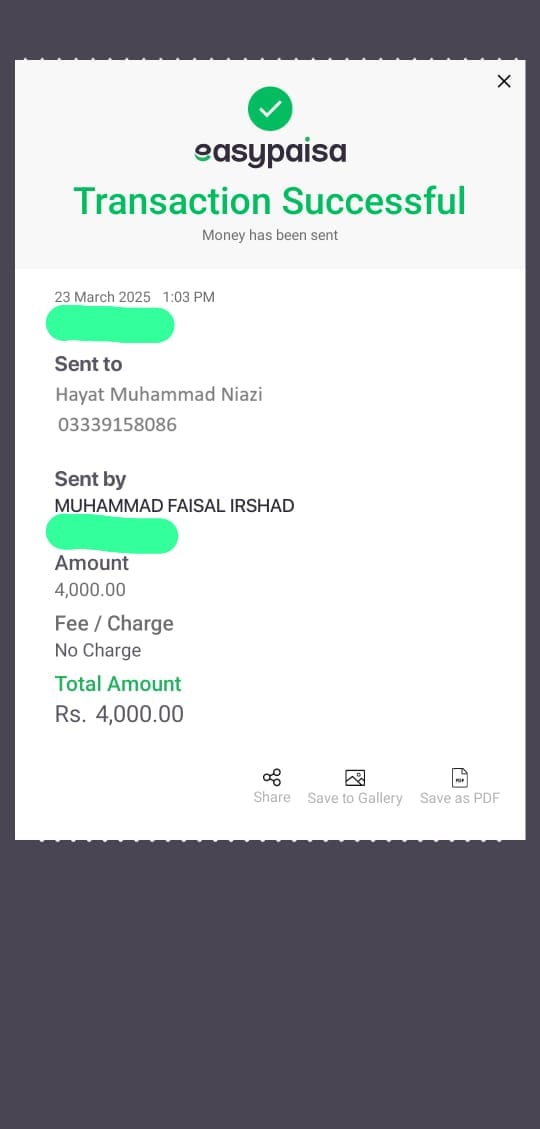 easypaisa
Transaction Successful
Money has been sent
23 March 2025 1:03 PM
Sent to
Hayat Muhammad Niazi
03339158086
Sent by
MUHAMMAD FAISAL IRSHAD
Amount
4,000.00
Fee / Charge
No Charge
Total Amount
Rs. 4,000.00
Share Save to Gallery Save as PDF